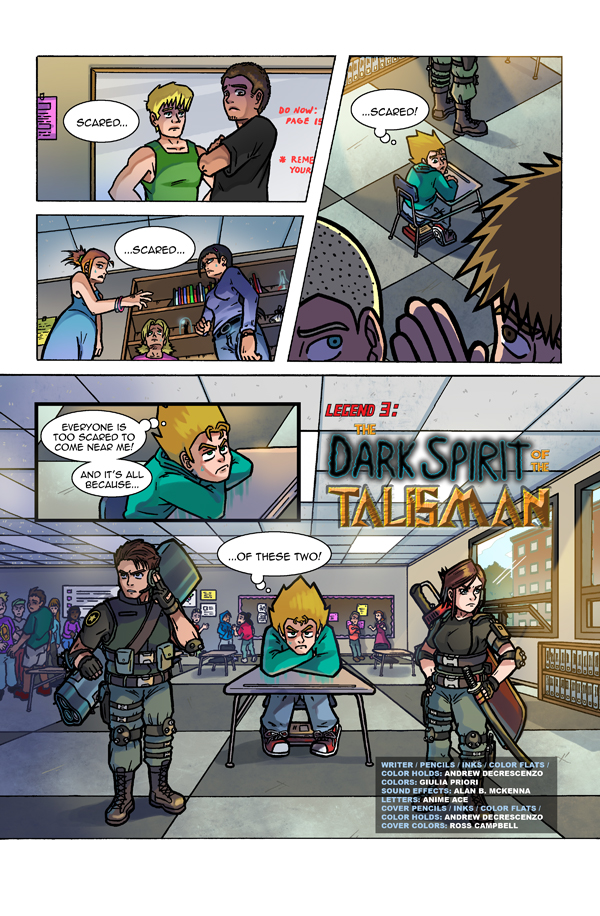 SCARED...
DO NOW:
PAGE 15
* REME
YOUR
...SCARED!
...SCARED...
EVERYONE IS
TOO SCARED TO
COME NEAR ME!
AND IT'S ALL
BECAUSE...
LEGEND 3:
THE
DARK SPIRIT OF
THE
TALISMAN
...OF THESE TWO!
WRITER / PENCILS / INKS / COLOR FLATS /
COLOR HOLDS: ANDREW DECRESCENZO
COLORS: GIULIA PRIORI
SOUND EFFECTS: ALAN B. MCKENNA
LETTERS: ANIME ACE
COVER PENCILS / INKS / COLOR FLATS /
COLOR HOLDS: ANDREW DECRESCENZO
COVER COLORS: ROSS CAMPBELL